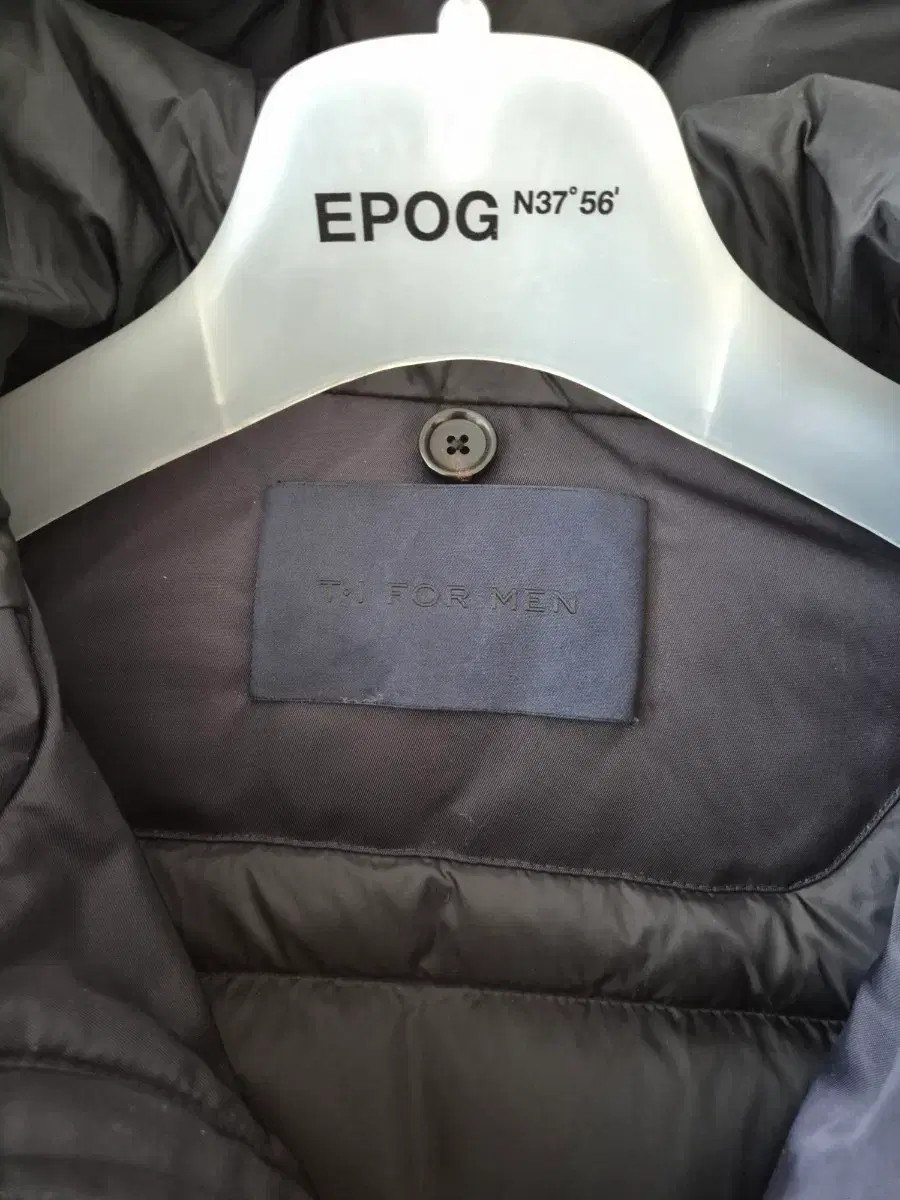 EPOG N37°56'
T·I FOR MEN